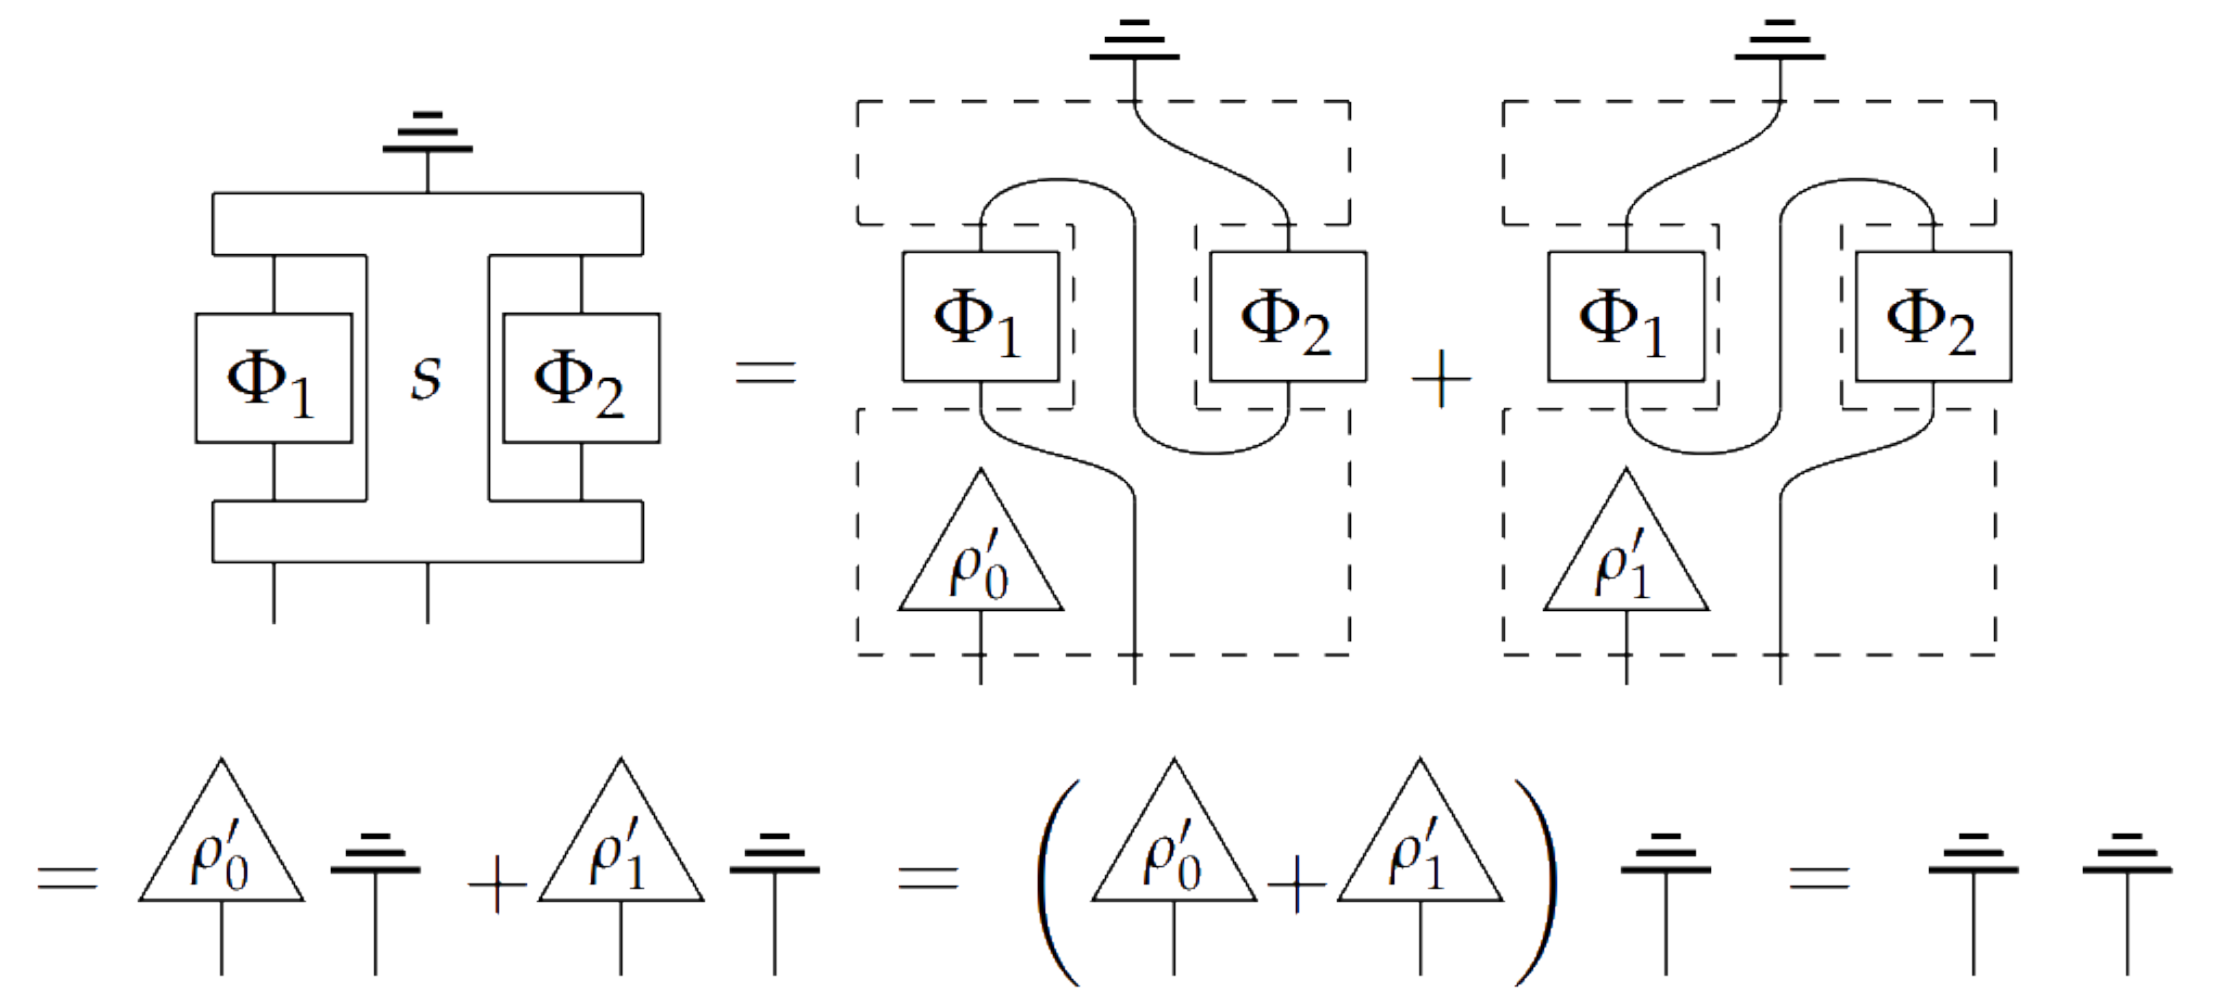 Φ₁ s Φ₂ = Φ₁ Φ₂ + Φ₁ Φ₂
ρ′₀ ρ′₁
= ρ′₀ + ρ′₁ = ( ρ′₀ + ρ′₁ ) =